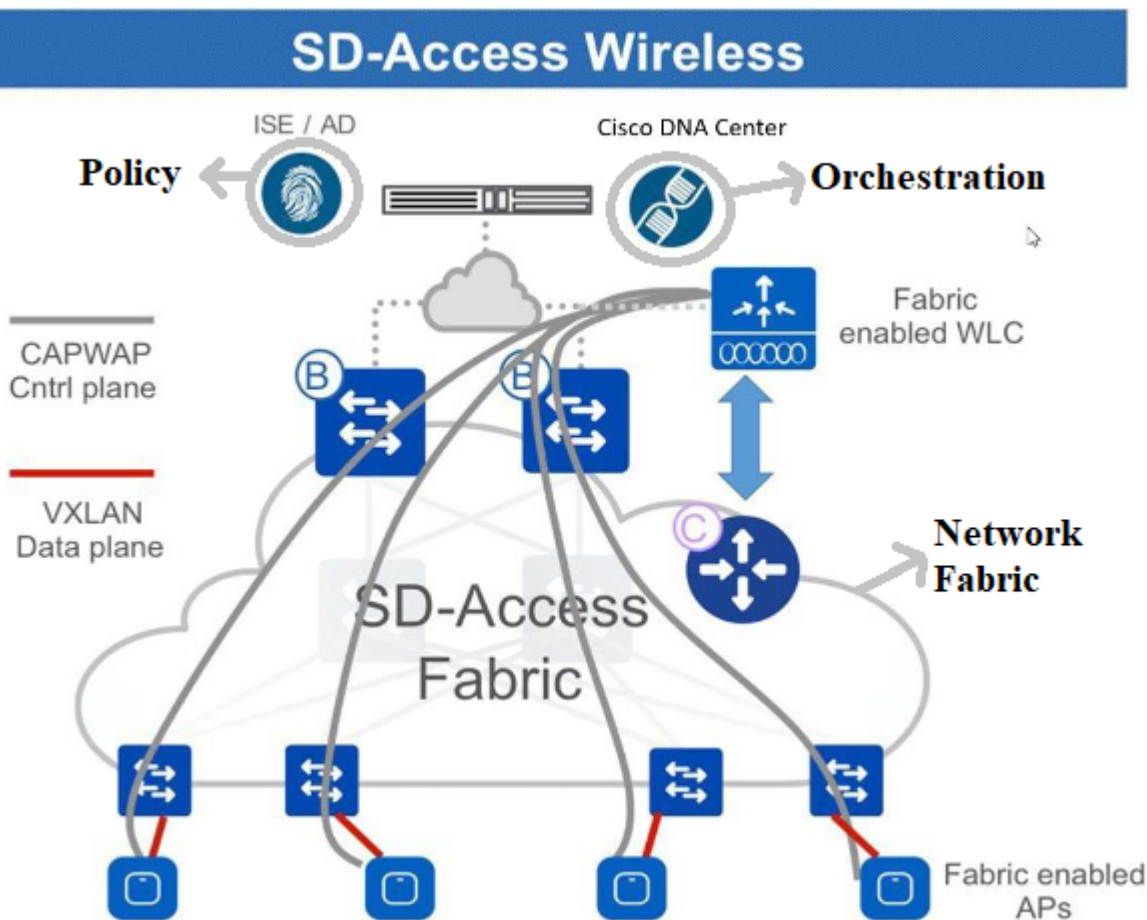 SD-Access Wireless
ISE / AD
Cisco DNA Center
Policy
Orchestration
Fabric
enabled WLC
CAPWAP
Cntrl plane
B
B
VXLAN
Data plane
C
Network
Fabric
SD-Access
Fabric
Fabric enabled
APs